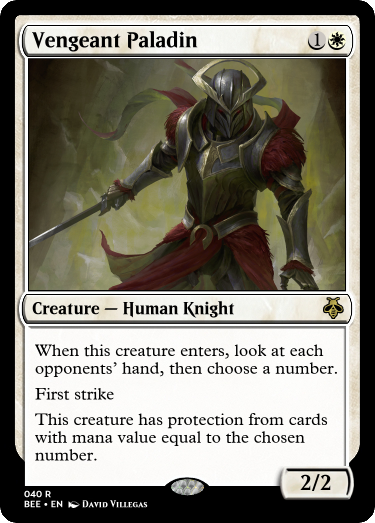 Vengeant Paladin 1
Creature — Human Knight
When this creature enters, look at each
opponents' hand, then choose a number.
First strike
This creature has protection from cards
with mana value equal to the chosen
number.
2/2
040 R
BEE • EN DAVID VILLEGAS